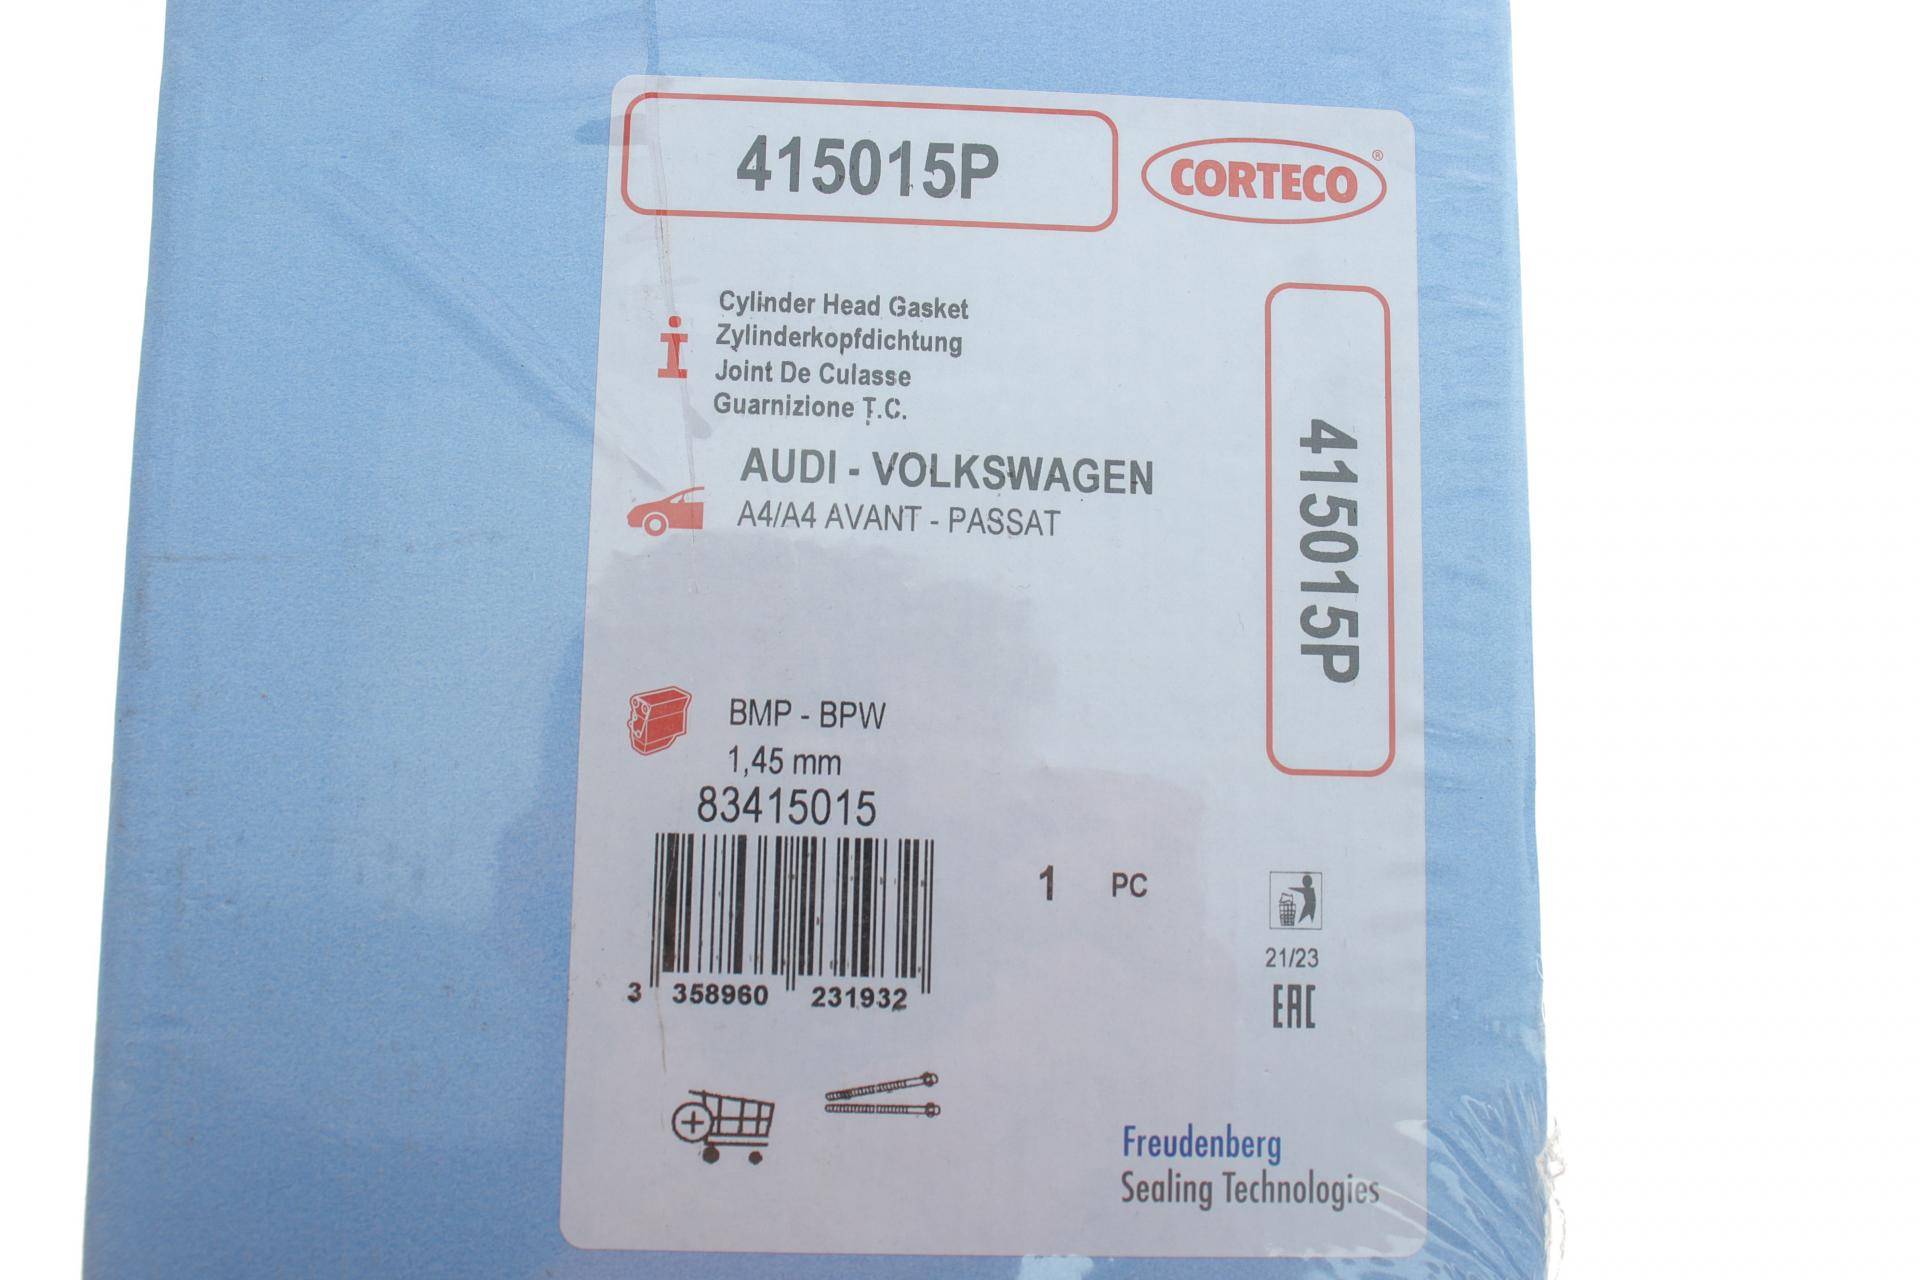 415015P
CORTECO®
Cylinder Head Gasket
Zylinderkopfdichtung
Joint De Culasse
Guarnizione T.C.
AUDI - VOLKSWAGEN
A4/A4 AVANT - PASSAT
415015P
BMP - BPW
1,45 mm
83415015
1 PC
3 358960 231932
21/23
EAC
Freudenberg
Sealing Technologies